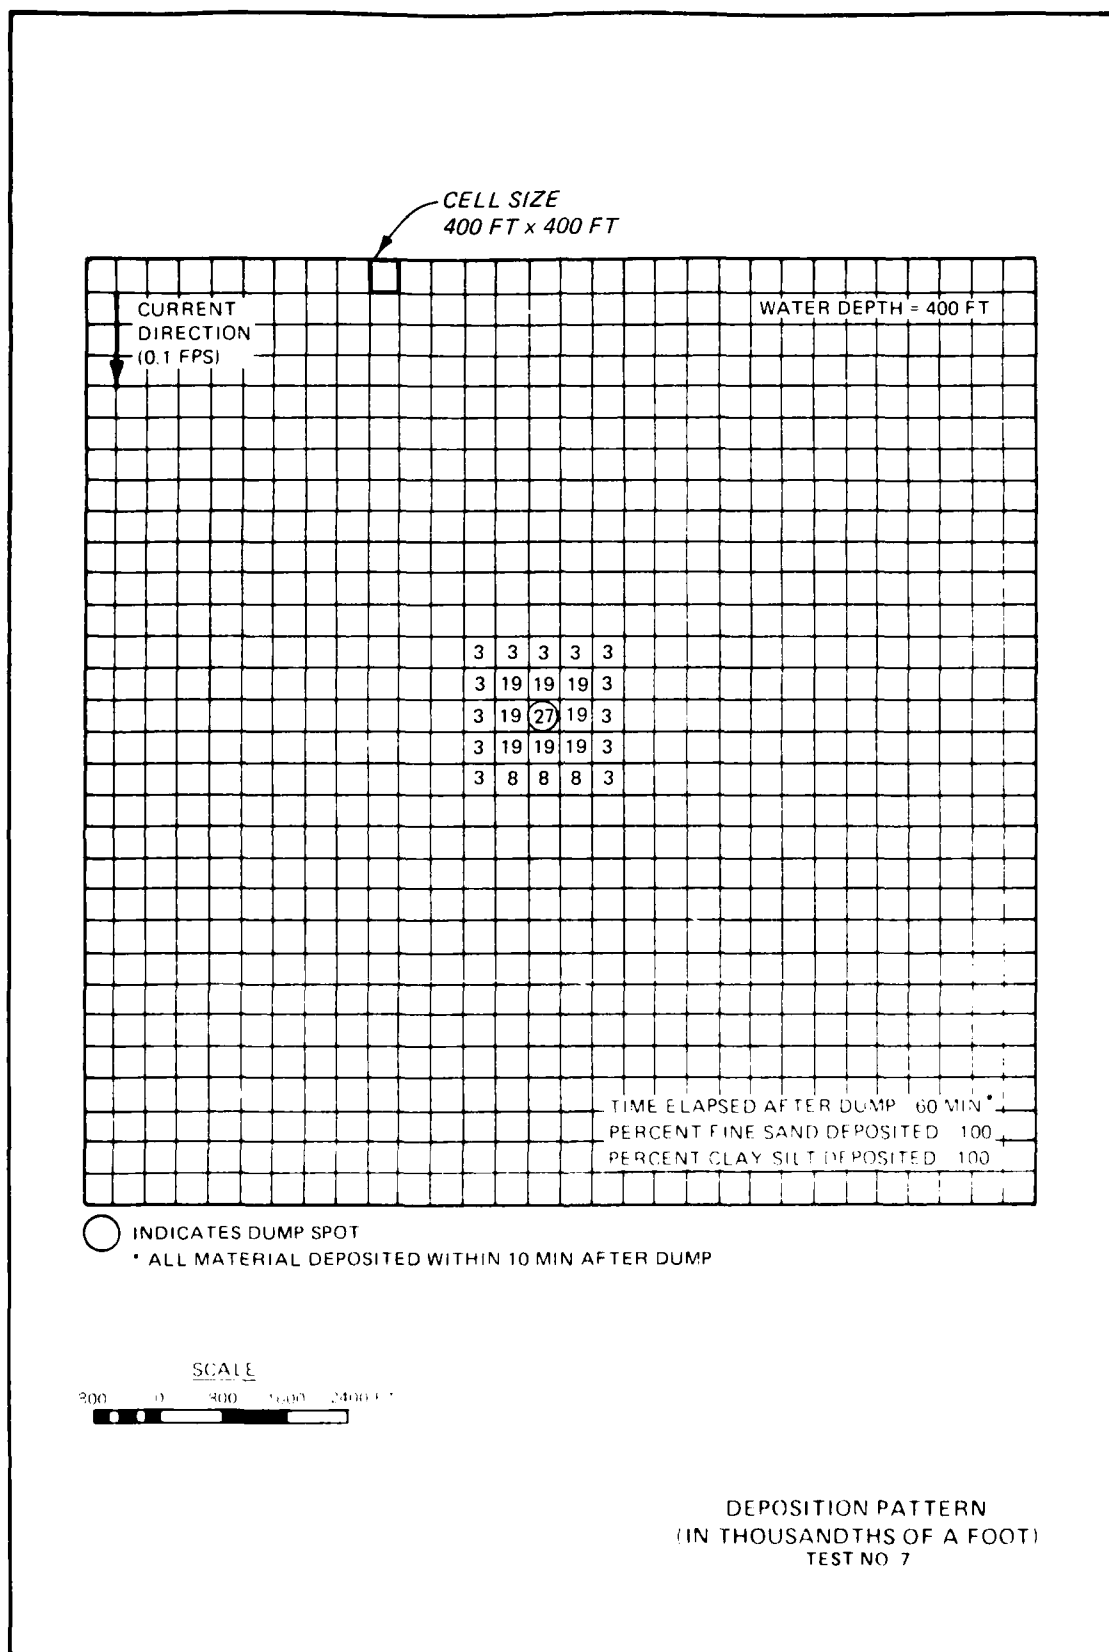 CELL SIZE
400 FT x 400 FT
CURRENT
DIRECTION
(0.1 FPS)
WATER DEPTH = 400 FT
3 3 3 3 3
3 19 19 19 3
3 19 27 19 3
3 19 19 19 3
3 8 8 8 3
TIME ELAPSED AFTER DUMP 60 MIN*
PERCENT FINE SAND DEPOSITED 100
PERCENT CLAY SILT DEPOSITED 100
INDICATES DUMP SPOT
* ALL MATERIAL DEPOSITED WITHIN 10 MIN AFTER DUMP
SCALE
800 0 800 1600 2400 FT
DEPOSITION PATTERN
(IN THOUSANDTHS OF A FOOT)
TEST NO 7